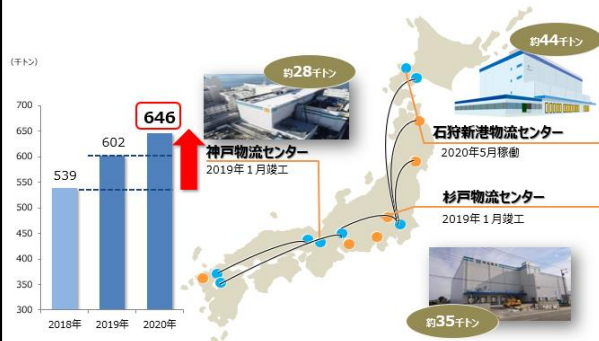 (千トン)
700
650
600
550
500
450
400
350
300
539
602
646
2018年
2019年
2020年
約28千トン
神戸物流センター
2019年1月竣工
約44千トン
石狩新港物流センター
2020年5月稼働
杉戸物流センター
2019年1月竣工
約35千トン